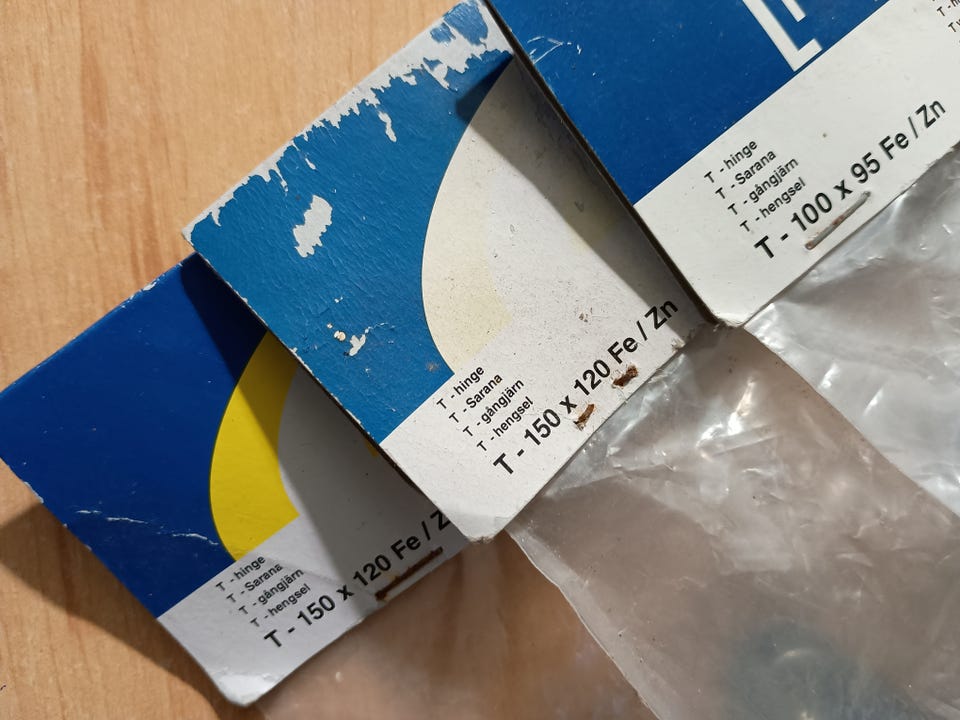 T - hinge
T - Sarana
T - gångjärn
T - hengsel
T - 150 x 120 Fe / Z
T - hinge
T - Sarana
T - gångjärn
T - hengsel
T - 150 x 120 Fe / Zn
T - hinge
T - Sarana
T - gångjärn
T - hengsel
T - 100 x 95 Fe / Zn